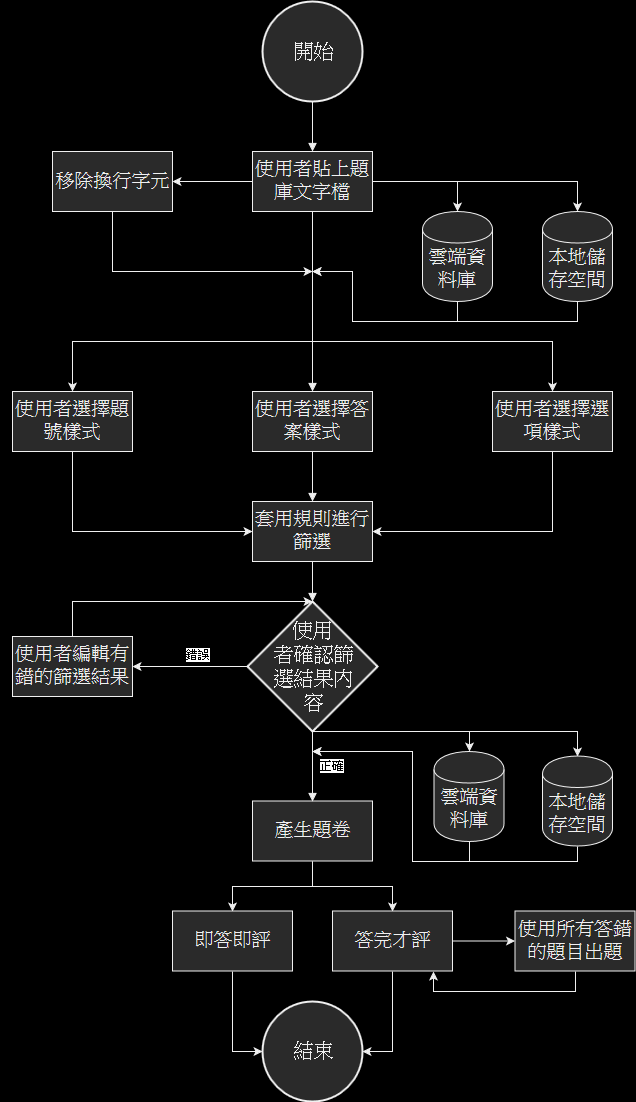 開始
移除換行字元
使用者貼上題
庫文字檔
雲端資
料庫
本地儲
存空間
使用者選擇題
號樣式
使用者選擇答
案樣式
使用者選擇選
項樣式
套用規則進行
篩選
使用
者確認篩
選結果內
容
錯誤
使用者編輯有
錯的篩選結果
正確
雲端資
料庫
本地儲
存空間
產生題卷
即答即評
答完才評
使用所有答錯
的題目出題
結束